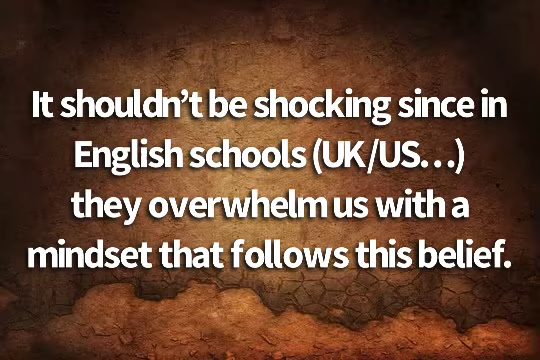 It shouldn’t be shocking since in
English schools (UK/US…)
they overwhelm us with a
mindset that follows this belief.